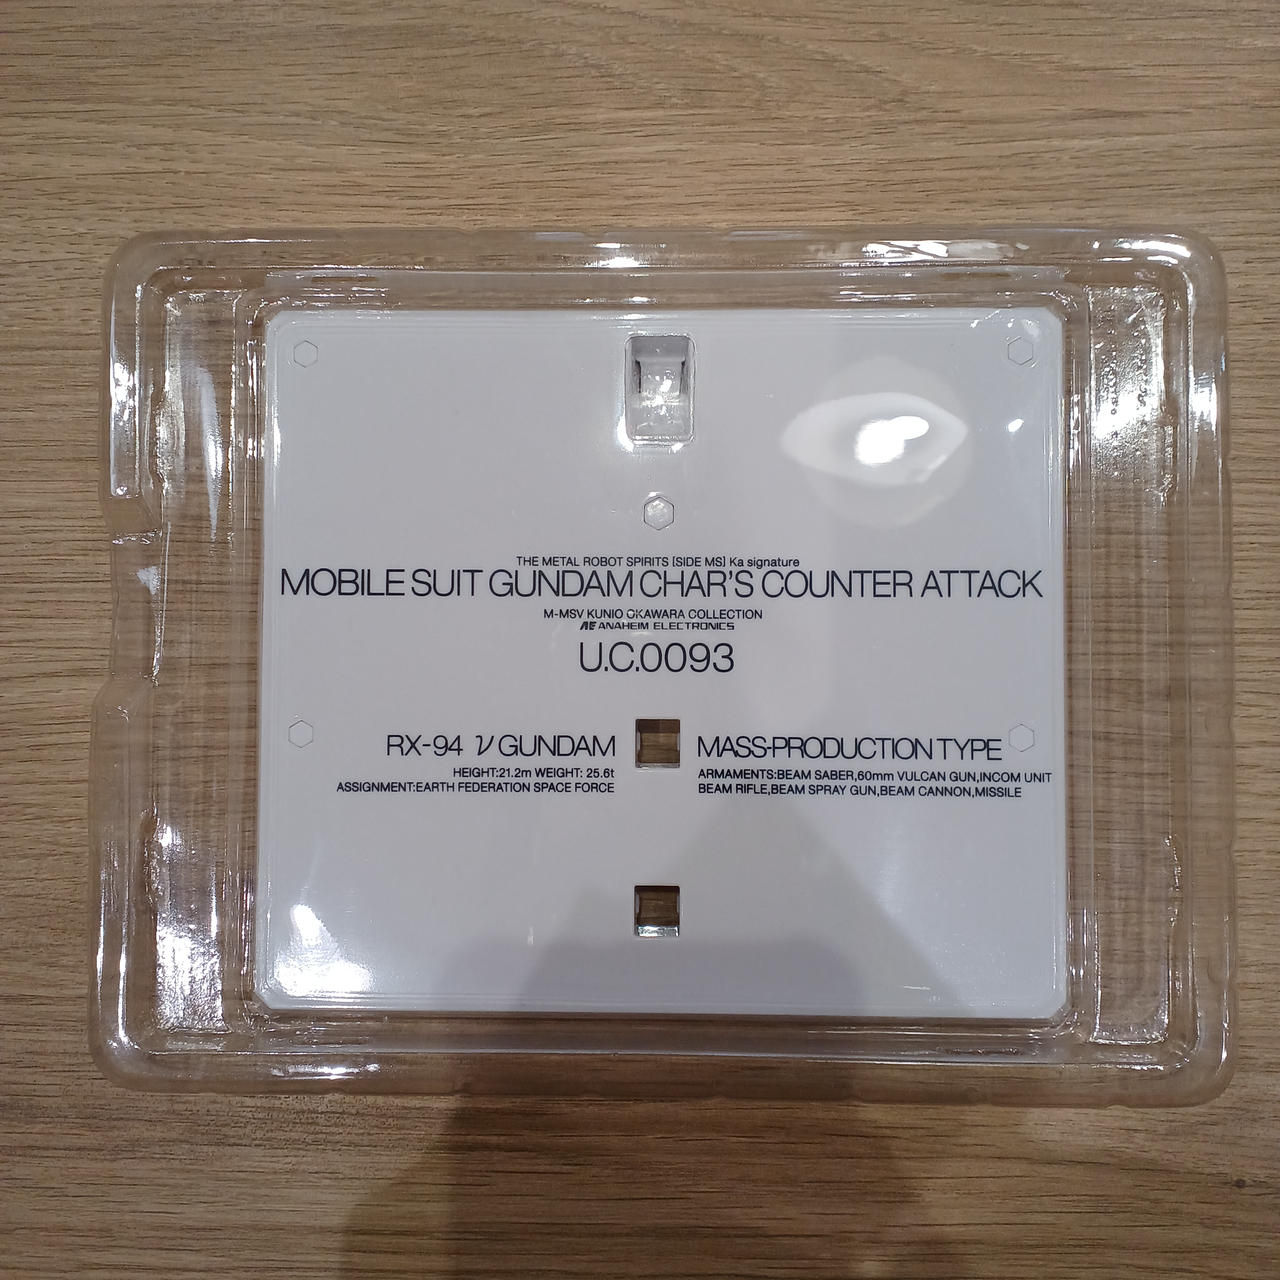 THE METAL ROBOT SPIRITS [SIDE MS] Ka signature
MOBILE SUIT GUNDAM CHAR'S COUNTER ATTACK
M-MSV KUNIO OKAWARA COLLECTION
AE ANAHEIM ELECTRONICS
U.C.0093
RX-94 ν GUNDAM
HEIGHT:21.2m WEIGHT: 25.6t
ASSIGNMENT:EARTH FEDERATION SPACE FORCE
MASS-PRODUCTION TYPE
ARMAMENTS:BEAM SABER,60mm VULCAN GUN,INCOM UNIT
BEAM RIFLE,BEAM SPRAY GUN,BEAM CANNON,MISSILE